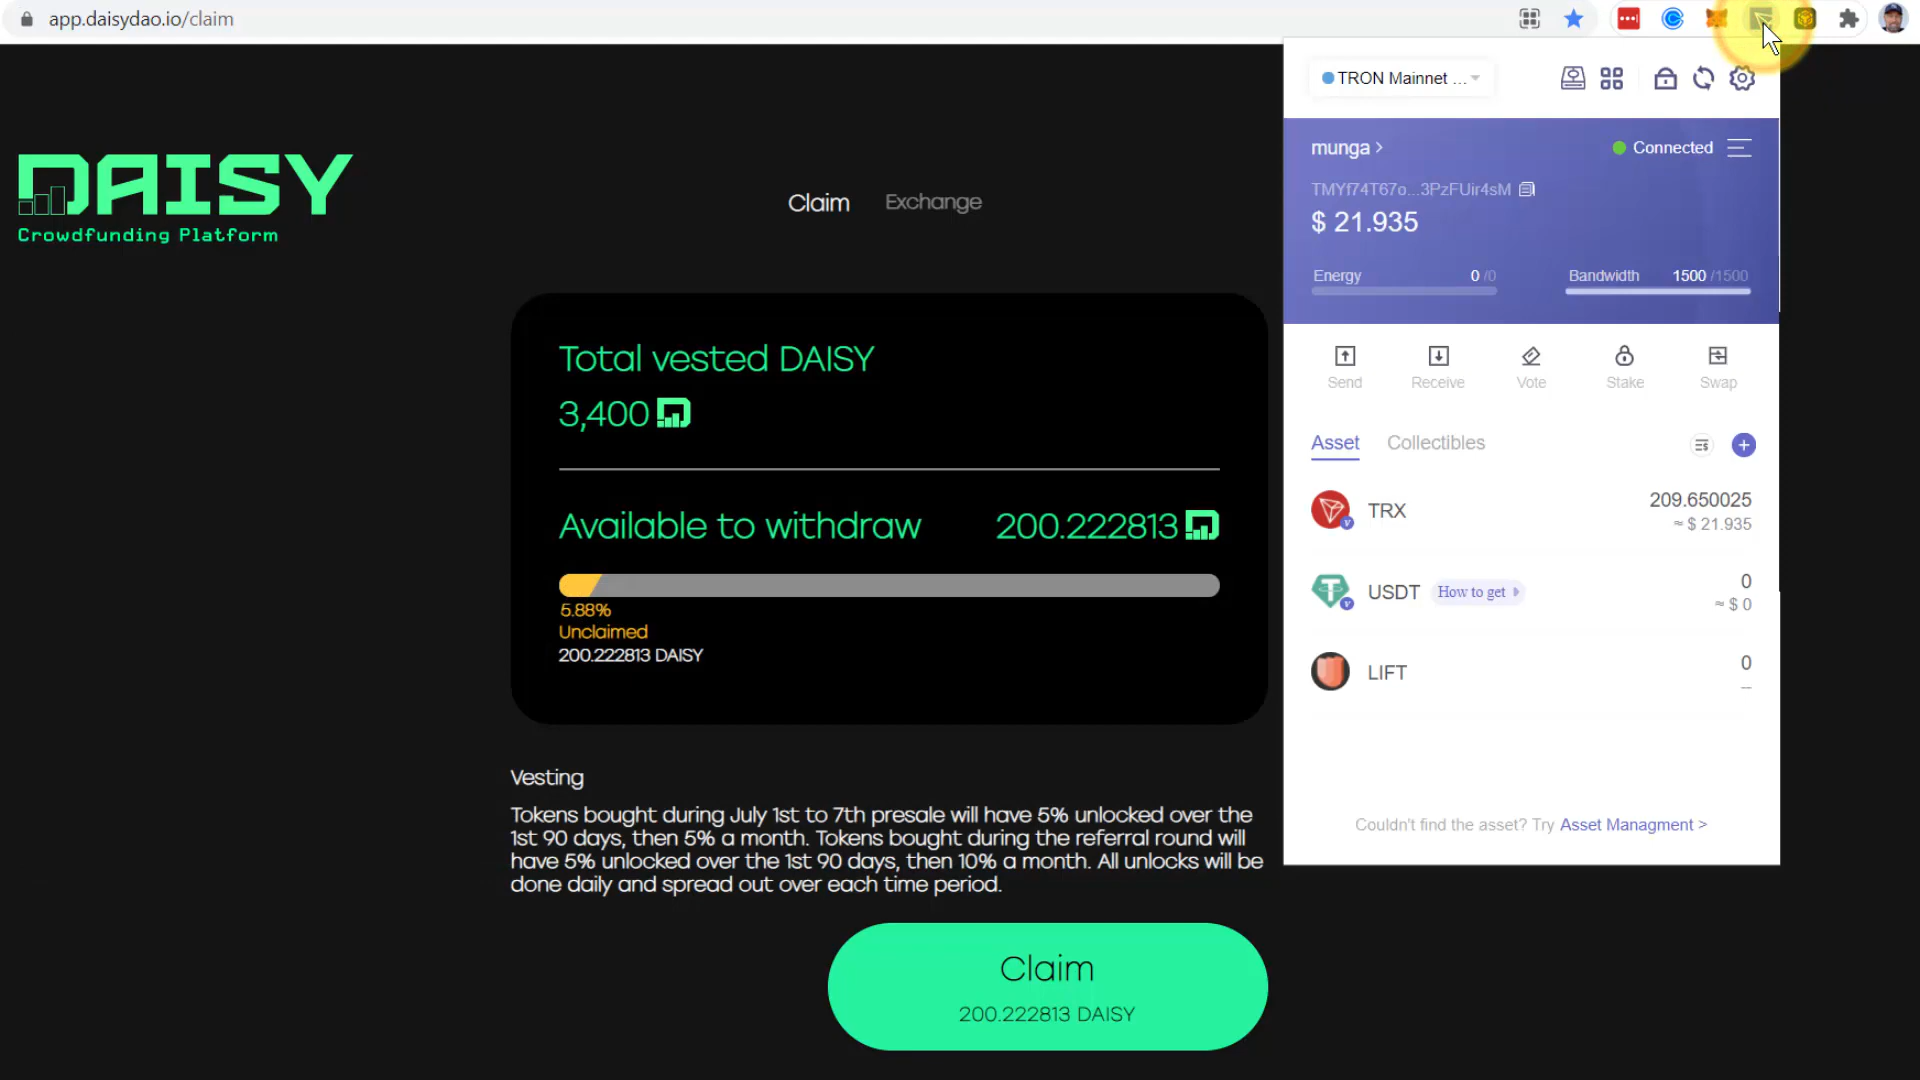 app.daisydao.io/claim
DAISY
Crowdfunding Platform
Claim
Exchange
Total vested DAISY
3,400
Available to withdraw
200.222813
5.88%
Unclaimed
200.222813 DAISY
Vesting
Tokens bought during July 1st to 7th presale will have 5% unlocked over the
1st 90 days, then 5% a month. Tokens bought during the referral round will
have 5% unlocked over the 1st 90 days, then 10% a month. All unlocks will be
done daily and spread out over each time period.
Claim
200.222813 DAISY
TRON Mainnet ...
munga >
Connected
TMYf74T67o...3PzFUir4sM
$ 21.935
Energy
0 /0
Bandwidth
1500 /1500
Send
Receive
Vote
Stake
Swap
Asset
Collectibles
TRX
209.650025
≈ $ 21.935
USDT
How to get
0
≈ $ 0
LIFT
0
--
Couldn't find the asset? Try Asset Managment >